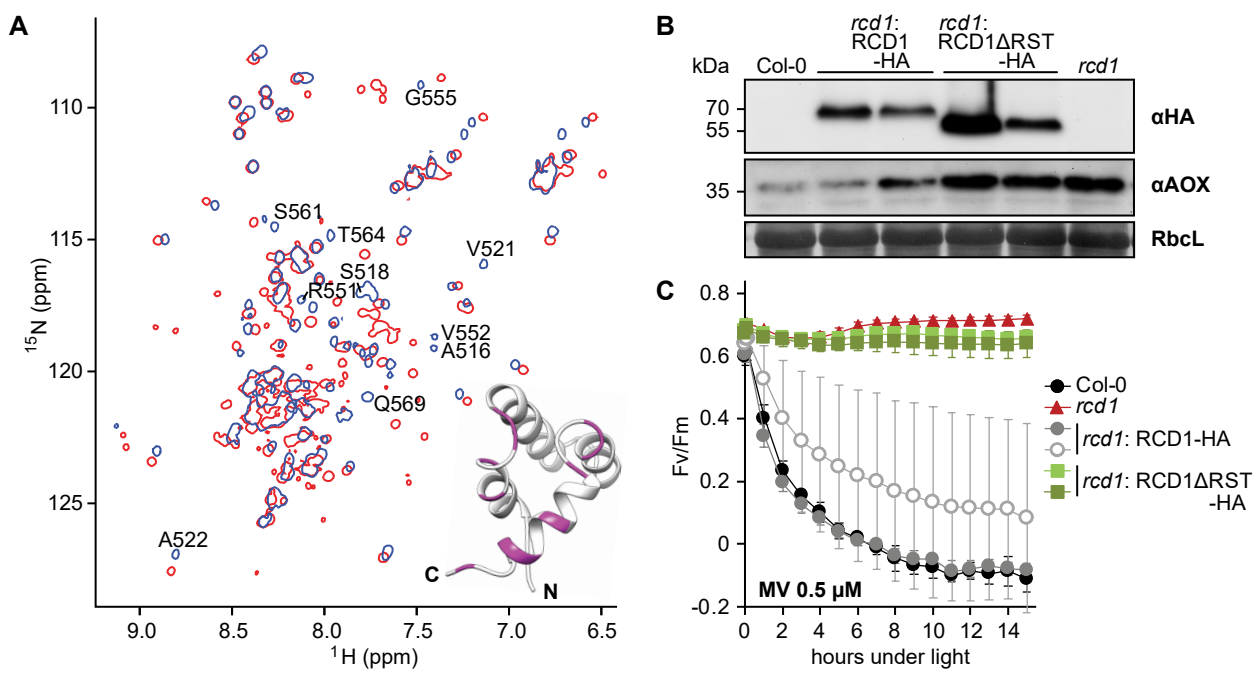 A
110
115
120
125
15N (ppm)
9.0 8.5 8.0 7.5 7.0 6.5
1H (ppm)
G555
S561
T564
V521
S518
R551
V552
A516
Q569
A522
C
N
B
kDa
Col-0
rcd1:
RCD1
-HA
rcd1:
RCD1ΔRST
-HA
rcd1
70
55
35
αHA
αAOX
RbcL
C
0.8
0.6
0.4
0.2
0
-0.2
Fv/Fm
MV 0.5 µM
0 2 4 6 8 10 12 14
hours under light
Col-0
rcd1
rcd1: RCD1-HA
rcd1: RCD1ΔRST
-HA